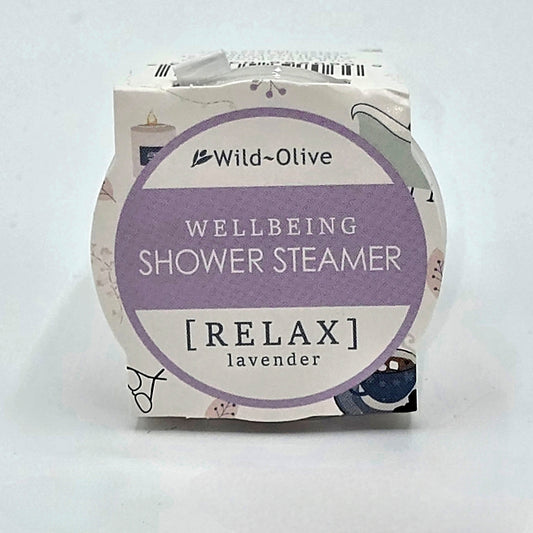 Wild~Olive
WELLBEING
SHOWER STEAMER
[RELAX]
lavender